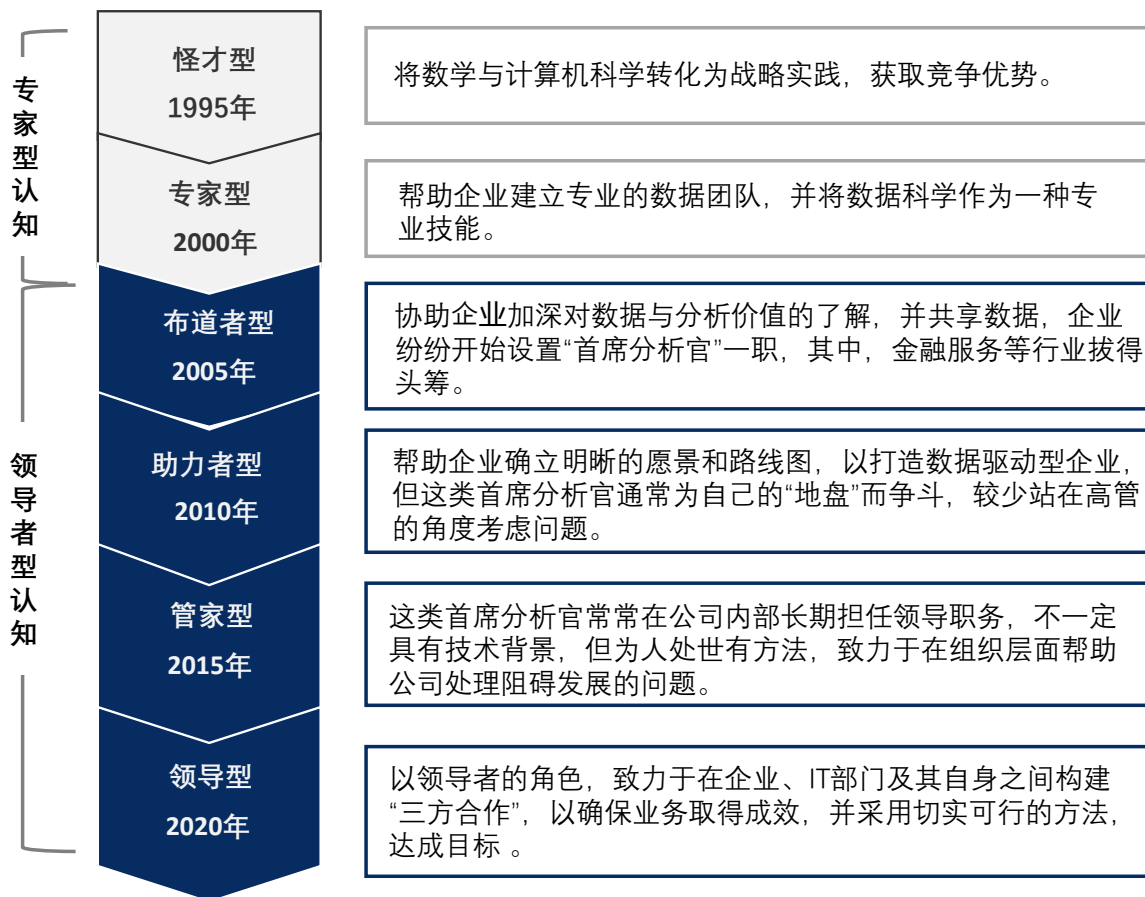 专家型认知
怪才型
1995年
将数学与计算机科学转化为战略实践，获取竞争优势。
专家型
2000年
帮助企业建立专业的数据团队，并将数据科学作为一种专
业技能。
领导者型认知
布道者型
2005年
协助企业加深对数据与分析价值的了解，并共享数据，企业
纷纷开始设置“首席分析官”一职，其中，金融服务等行业拔得
头筹。
助力者型
2010年
帮助企业确立明晰的愿景和路线图，以打造数据驱动型企业，
但这类首席分析官通常为自己的“地盘”而争斗，较少站在高管
的角度考虑问题。
管家型
2015年
这类首席分析官常常在公司内部长期担任领导职务，不一定
具有技术背景，但为人处世有方法，致力于在组织层面帮助
公司处理阻碍发展的问题。
领导型
2020年
以领导者的角色，致力于在企业、IT部门及其自身之间构建
“三方合作”，以确保业务取得成效，并采用切实可行的方法，
达成目标 。